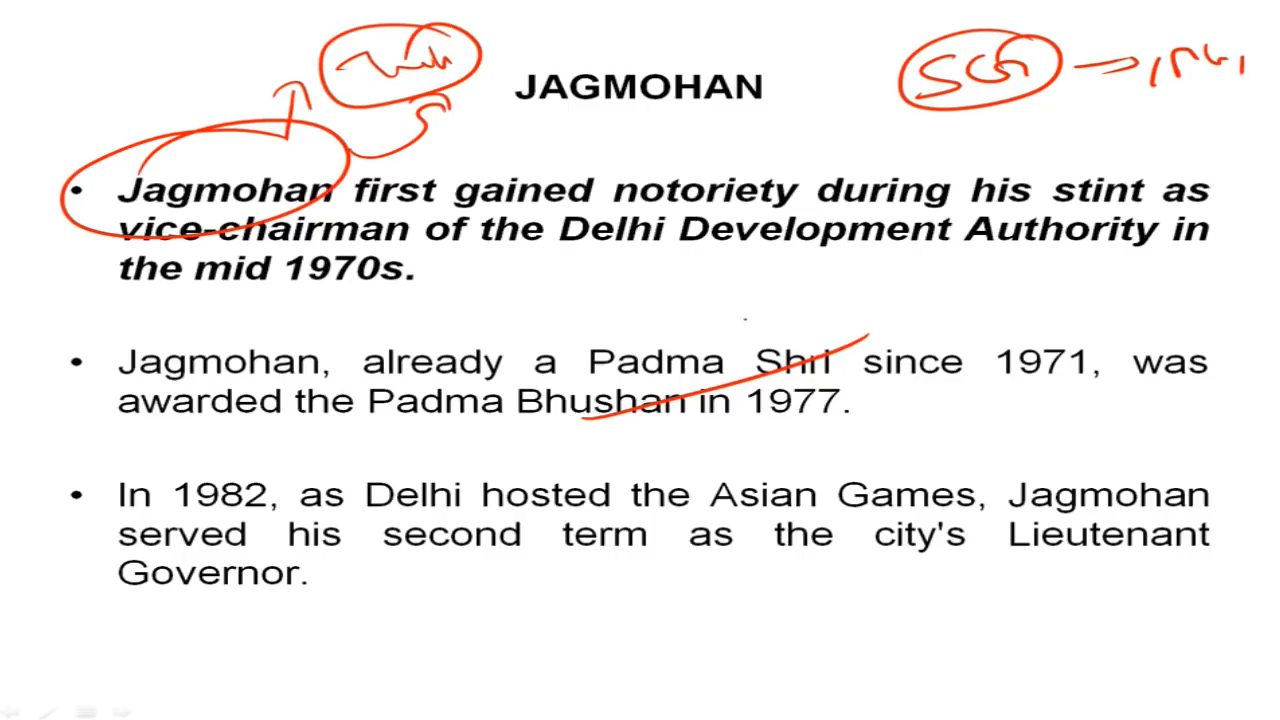 JAGMOHAN
• Jagmohan first gained notoriety during his stint as
vice-chairman of the Delhi Development Authority in
the mid 1970s.
• Jagmohan, already a Padma Shri since 1971, was
awarded the Padma Bhushan in 1977.
• In 1982, as Delhi hosted the Asian Games, Jagmohan
served his second term as the city's Lieutenant
Governor.